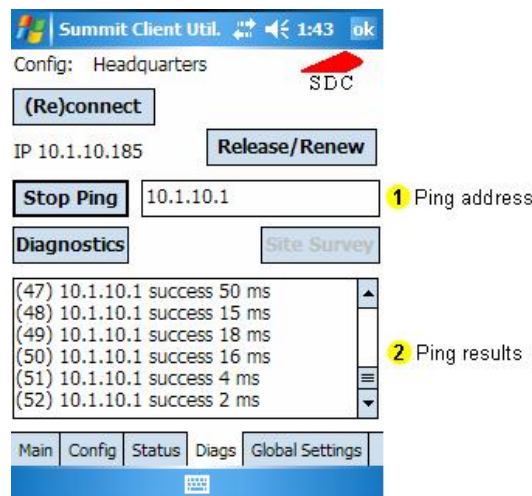 Summit Client Util. 1:43 ok
Config: Headquarters
SDC
(Re)connect
IP 10.1.10.185 Release/Renew
Stop Ping 10.1.10.1 1 Ping address
Diagnostics Site Survey
(47) 10.1.10.1 success 50 ms
(48) 10.1.10.1 success 15 ms
(49) 10.1.10.1 success 18 ms
(50) 10.1.10.1 success 16 ms
(51) 10.1.10.1 success 4 ms
(52) 10.1.10.1 success 2 ms
2 Ping results
Main Config Status Diags Global Settings